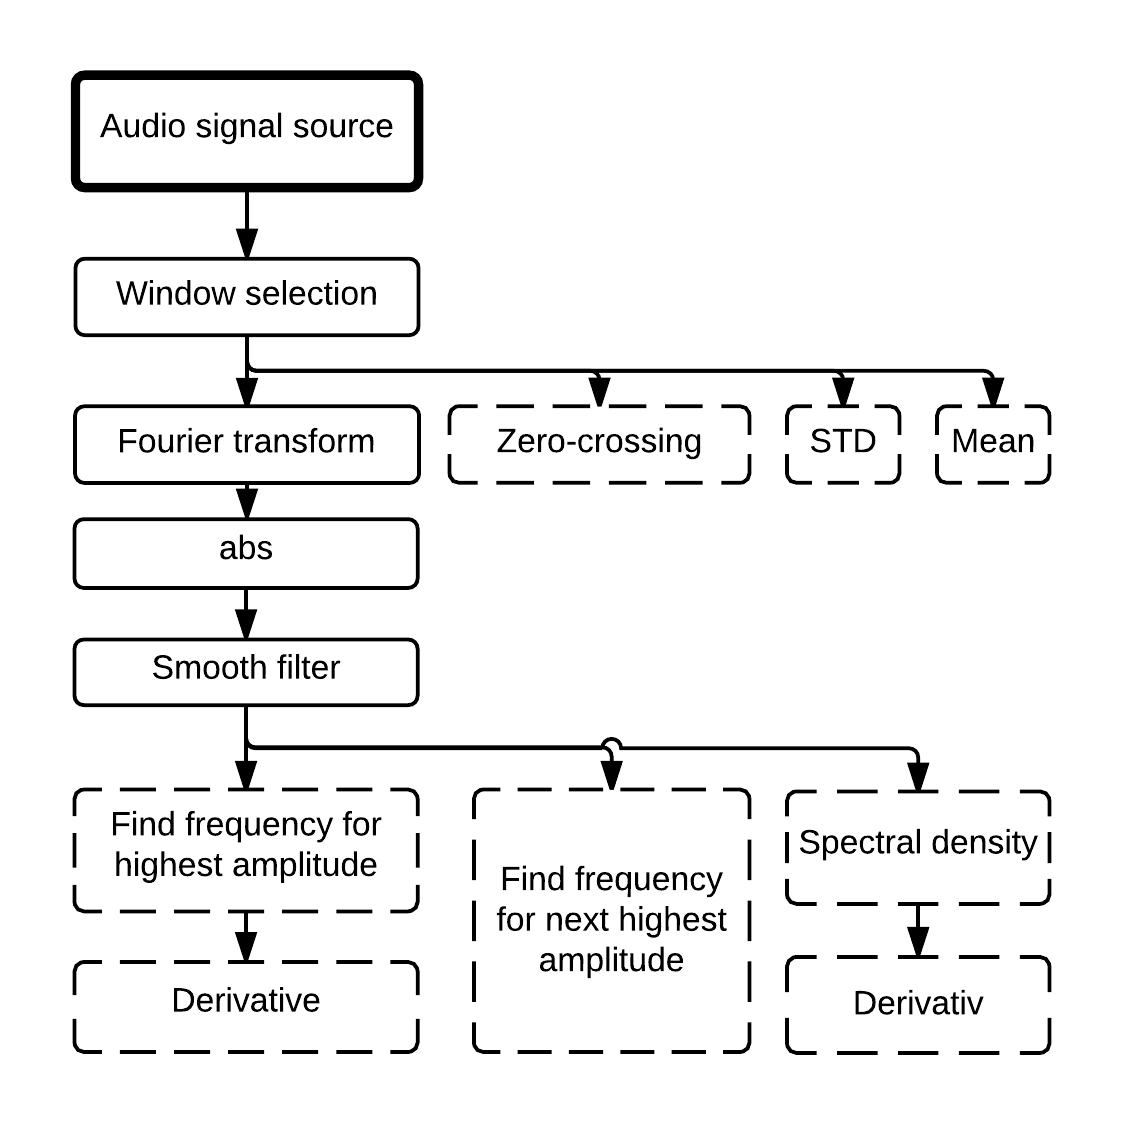 Audio signal source
Window selection
Fourier transform
Zero-crossing
STD
Mean
abs
Smooth filter
Find frequency for
highest amplitude
Find frequency
for next highest
amplitude
Spectral density
Derivative
Derivativ